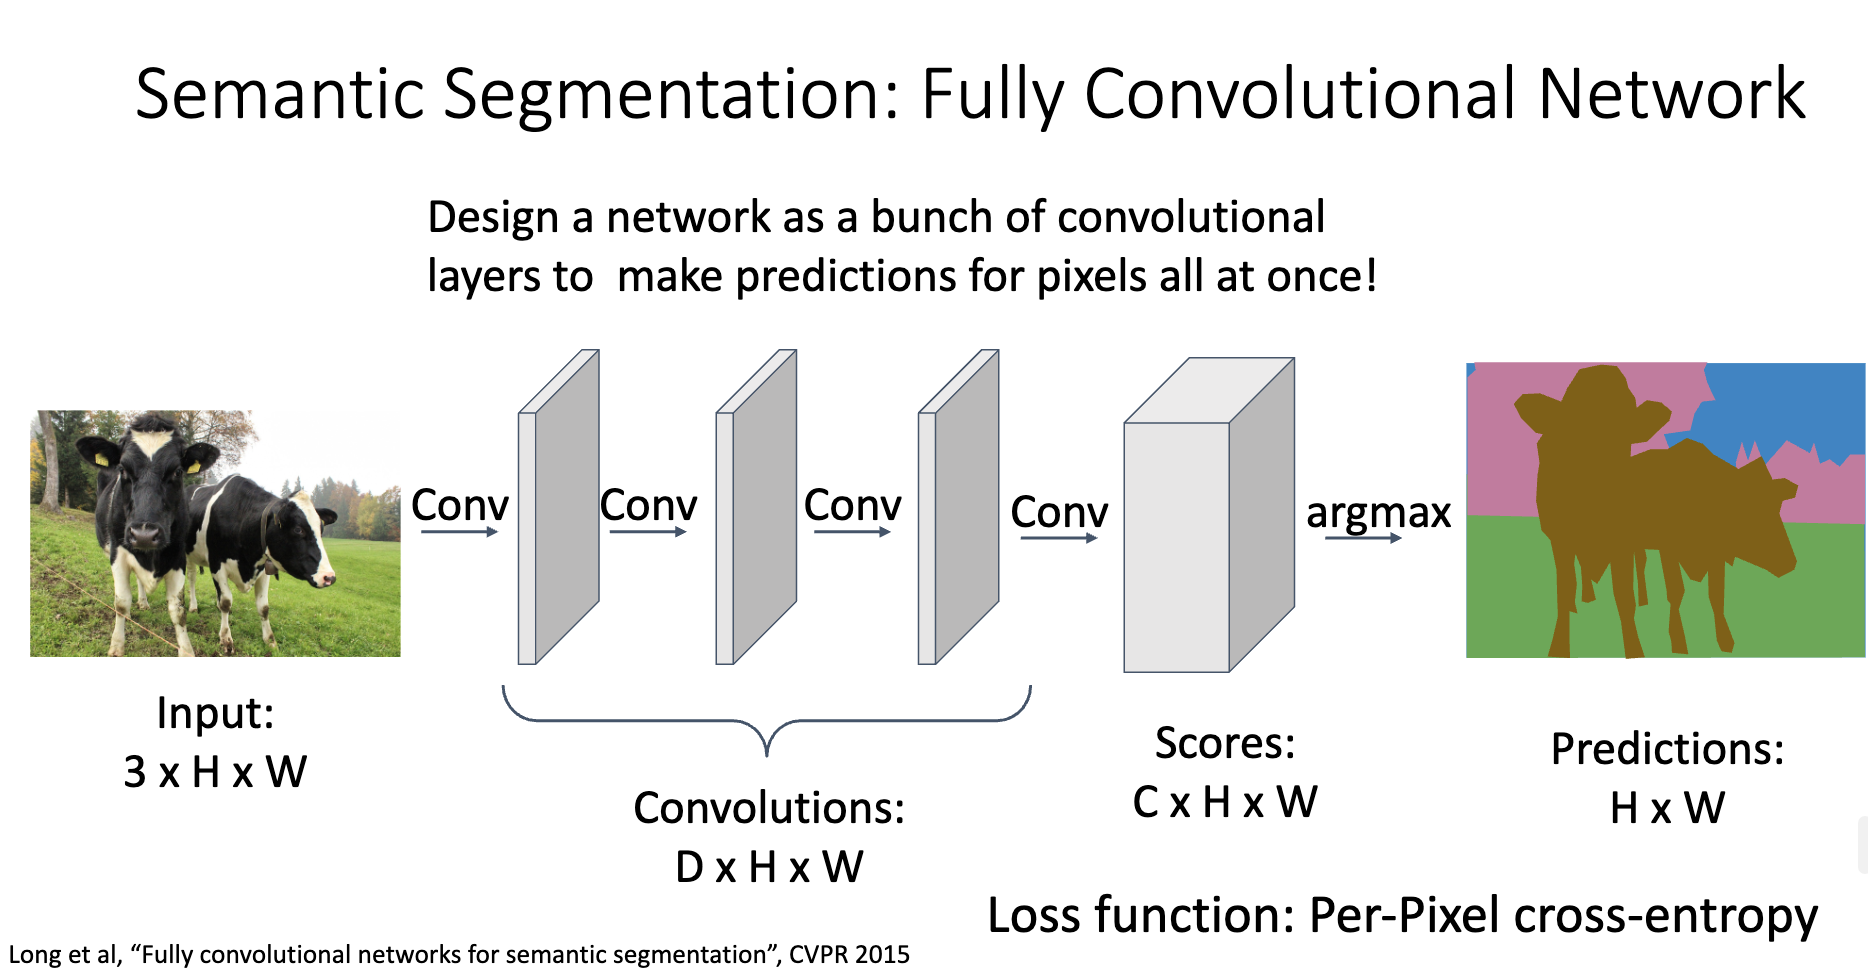 Semantic Segmentation: Fully Convolutional Network
Design a network as a bunch of convolutional
layers to  make predictions for pixels all at once!
Conv
Conv
Conv
Conv
argmax
Input:
3 x H x W
Convolutions:
D x H x W
Scores:
C x H x W
Predictions:
H x W
Loss function: Per-Pixel cross-entropy
Long et al, “Fully convolutional networks for semantic segmentation”, CVPR 2015